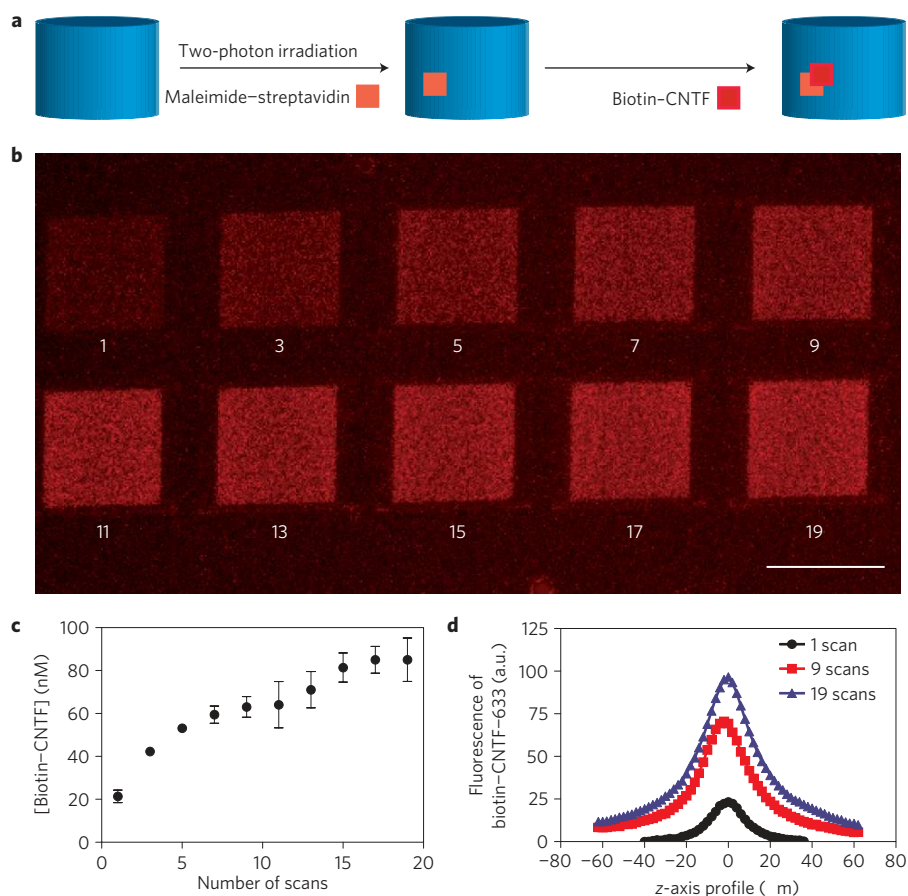 a
Two-photon irradiation
Maleimide–streptavidin
Biotin–CNTF
b
1 3 5 7 9
11 13 15 17 19
c
[Biotin–CNTF] (nM)
100
80
60
40
20
0
0 5 10 15 20
Number of scans
d
Fluorescence of
biotin–CNTF–633 (a.u.)
125
100
75
50
25
0
1 scan
9 scans
19 scans
−80 −60 −40 −20 0 20 40 60 80
z-axis profile ( m)